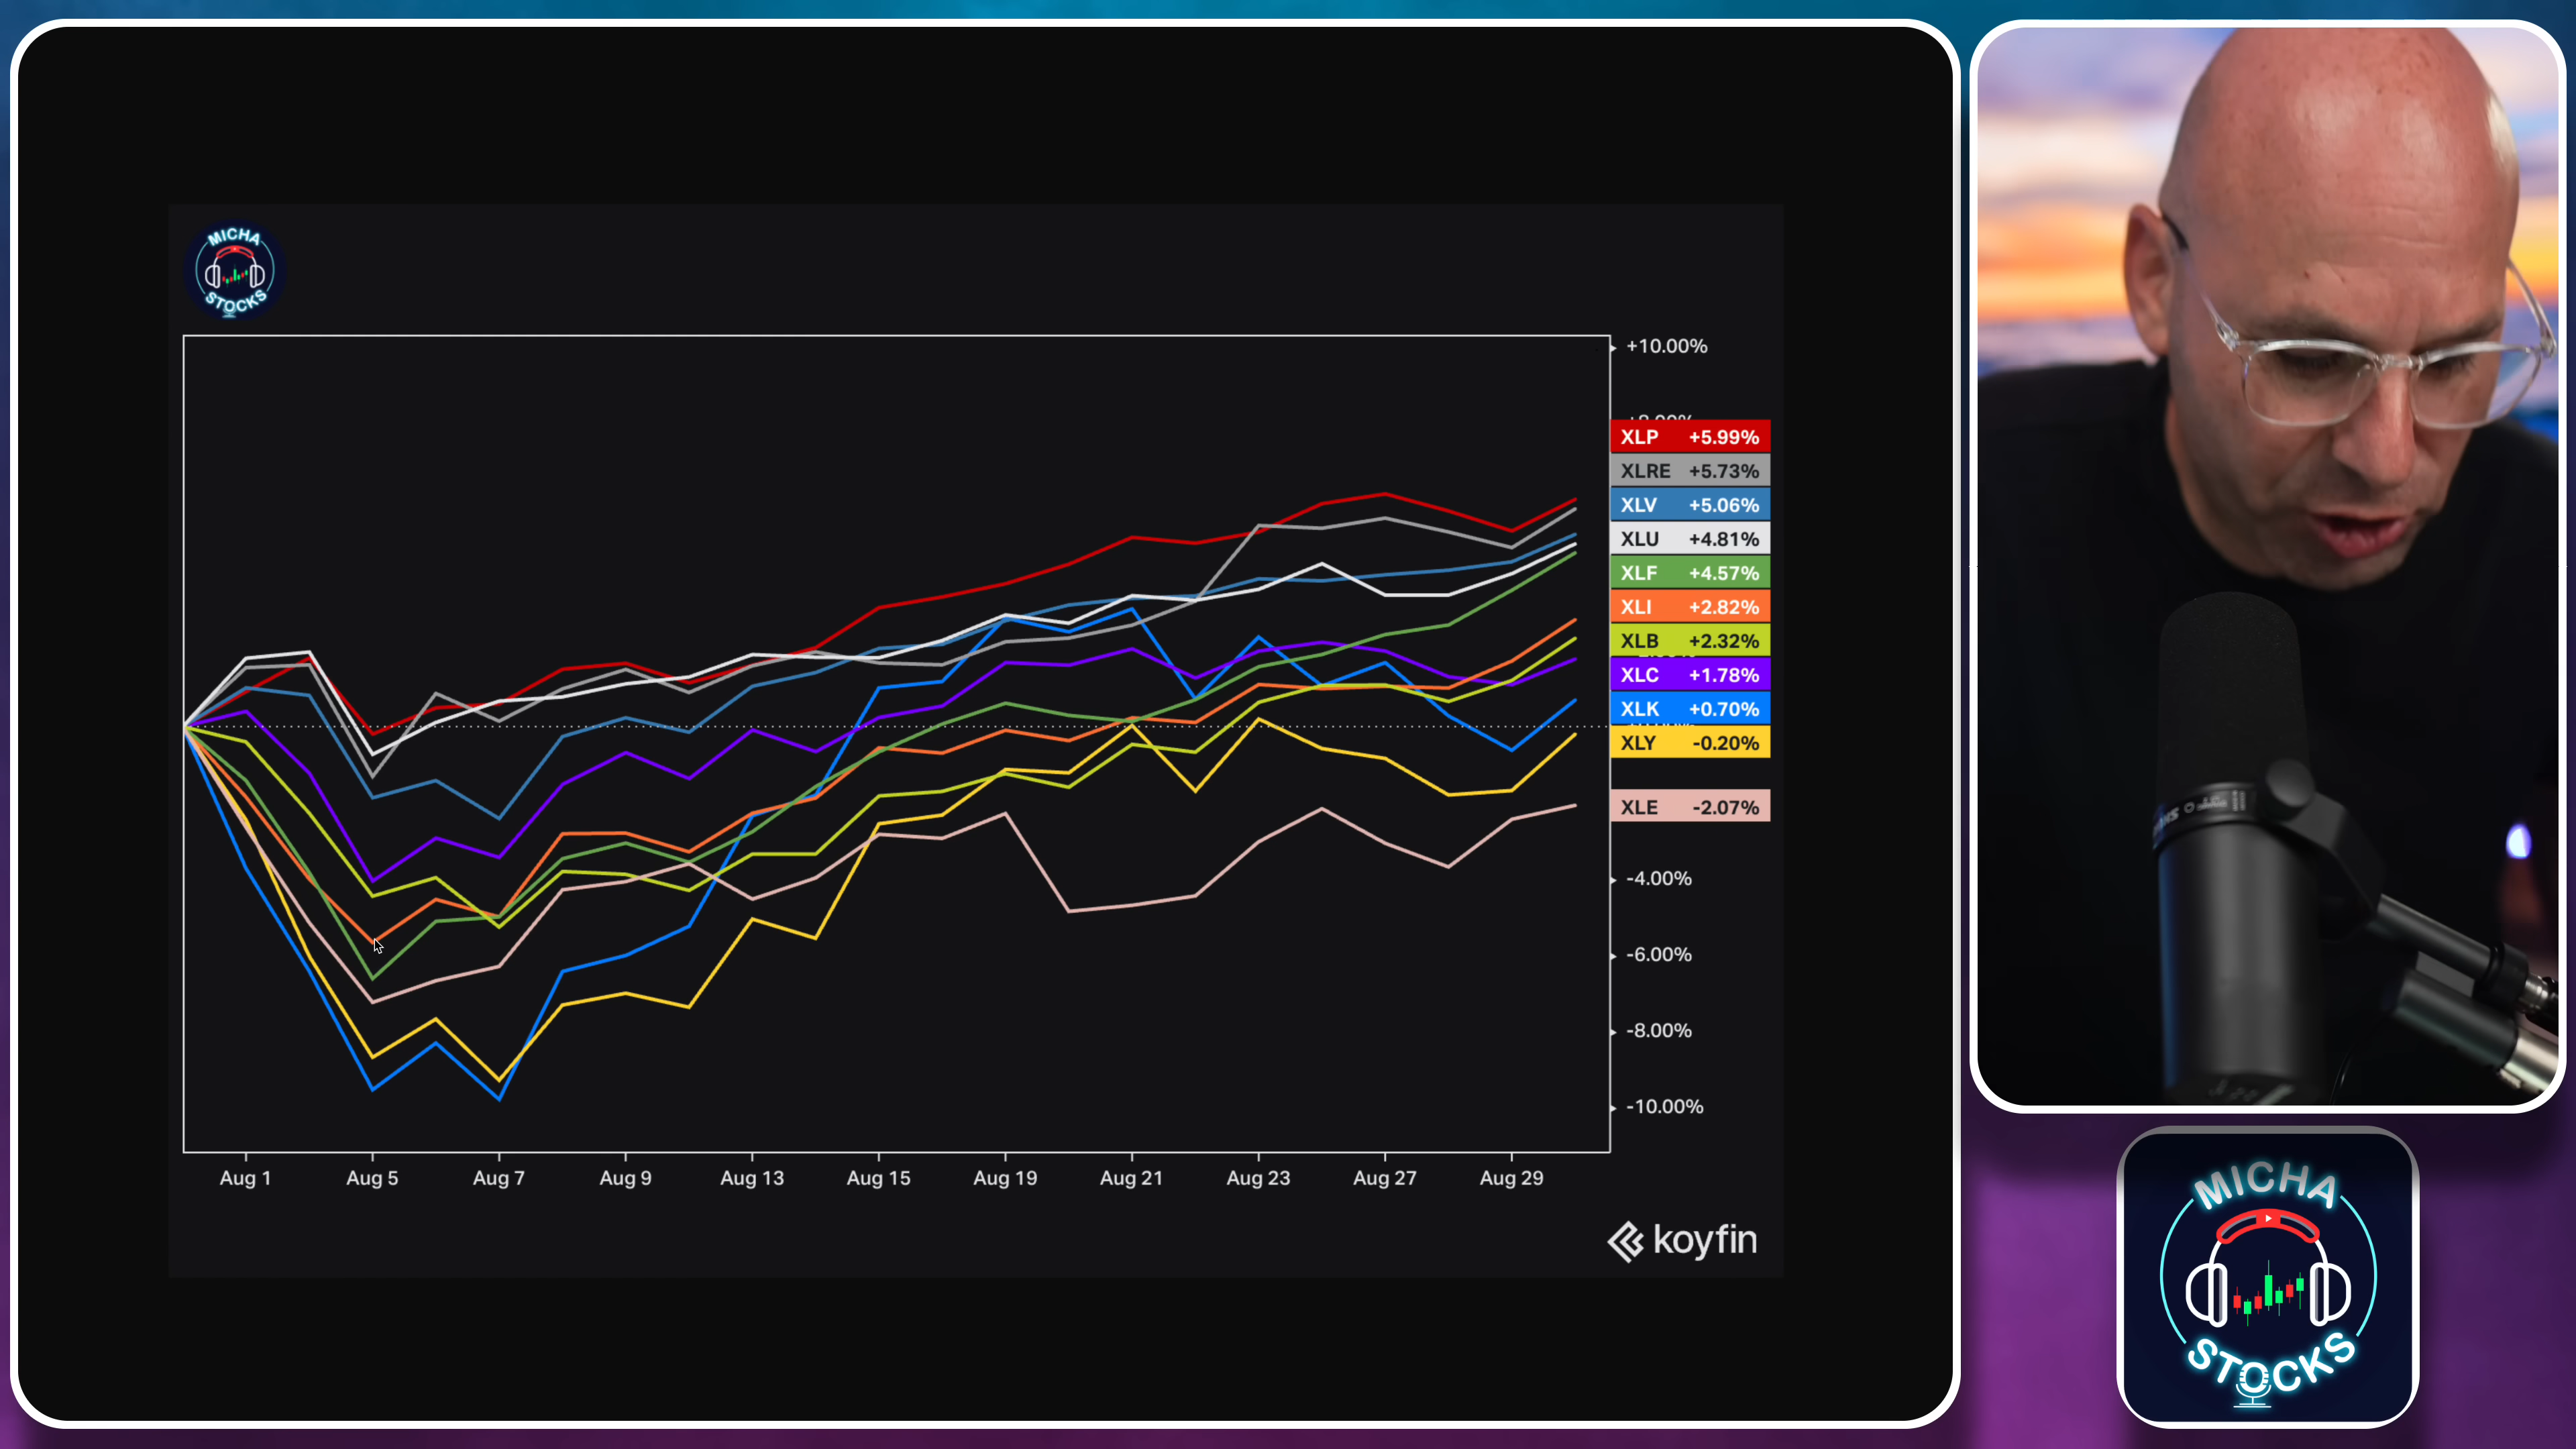 MICHA
STOCKS
+10.00%
XLP +5.99%
XLRE +5.73%
XLV +5.06%
XLU +4.81%
XLF +4.57%
XLI +2.82%
XLB +2.32%
XLC +1.78%
XLK +0.70%
XLY -0.20%
XLE -2.07%
-4.00%
-6.00%
-8.00%
-10.00%
Aug 1 Aug 5 Aug 7 Aug 9 Aug 13 Aug 15 Aug 19 Aug 21 Aug 23 Aug 27 Aug 29
koyfin
MICHA
STOCKS